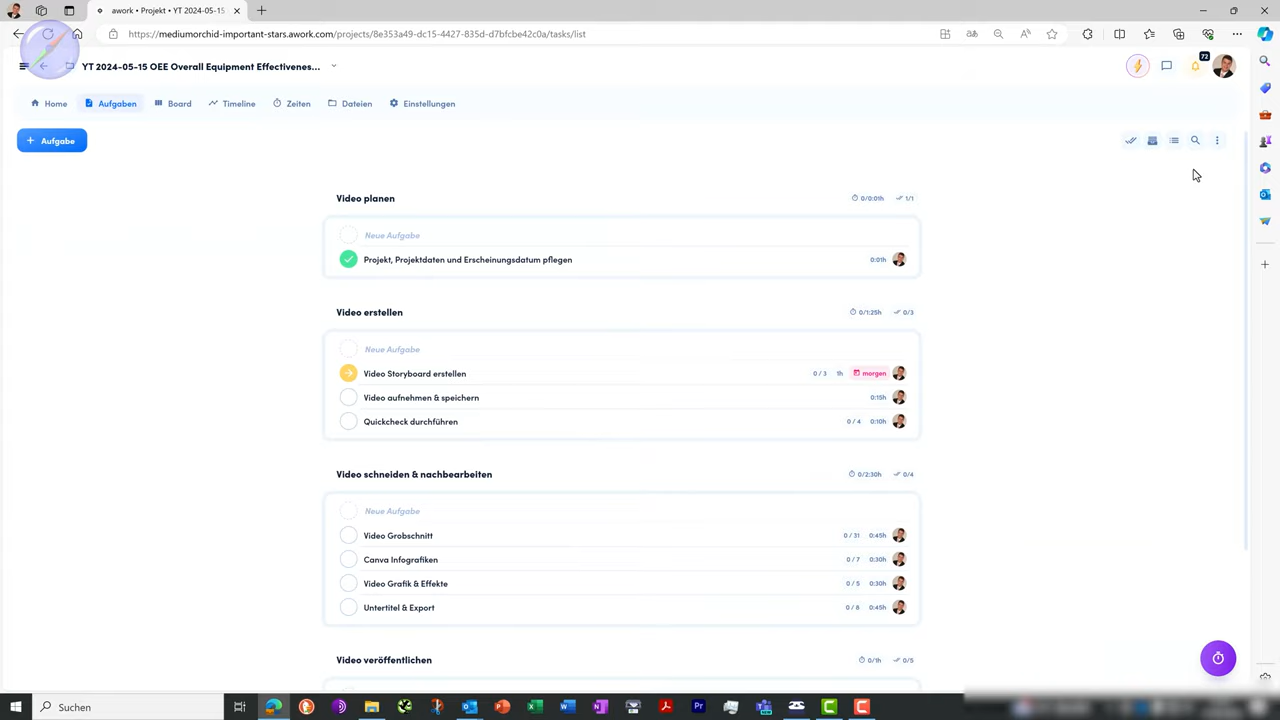 awork • Projekt • YT 2024-05-15
https://mediumorchid-important-stars.awork.com/projects/8e353a49-dc15-4427-835d-d7bfcbe42c0a/tasks/list
YT 2024-05-15 OEE Overall Equipment Effectivenes...
72
Home Aufgaben Board Timeline Zeiten Dateien Einstellungen
+ Aufgabe
Video planen 0/0:01h 1/1
Neue Aufgabe
Projekt, Projektdaten und Erscheinungsdatum pflegen 0:01h
Video erstellen 0/1:25h 0/3
Neue Aufgabe
Video Storyboard erstellen 0 / 3 1h morgen
Video aufnehmen & speichern 0:15h
Quickcheck durchführen 0 / 4 0:10h
Video schneiden & nachbearbeiten 0/2:30h 0/4
Neue Aufgabe
Video Grobschnitt 0 / 31 0:45h
Canva Infografiken 0 / 7 0:30h
Video Grafik & Effekte 0 / 5 0:30h
Untertitel & Export 0 / 8 0:45h
Video veröffentlichen 0/1h 0/5
Suchen